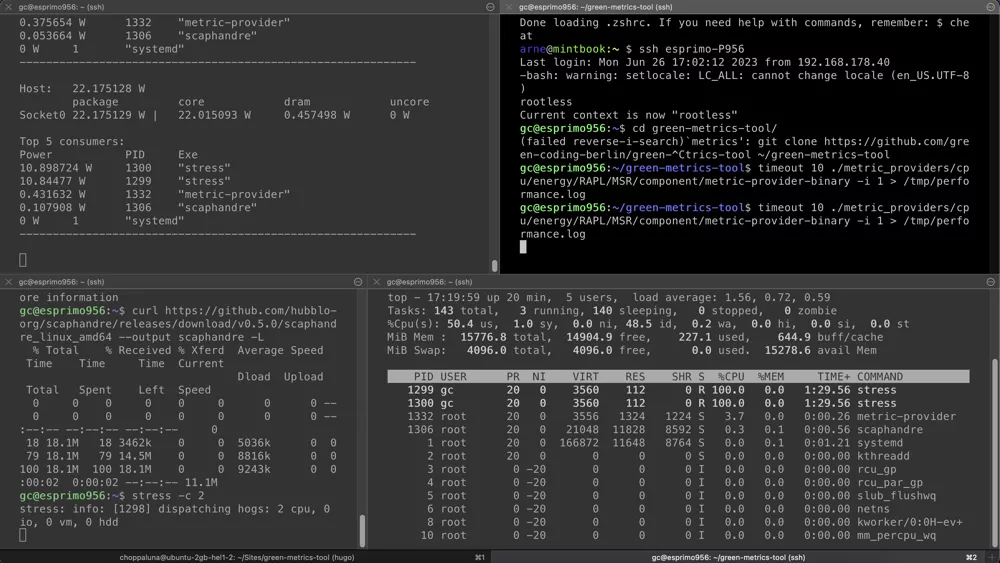 gc@esprimo956: ~ (ssh)
0.375654 W    1332    "metric-provider"
0.053664 W    1306    "scaphandre"
0 W    1    "systemd"
------------------------------------------------------------
Host:   22.175128 W
package    core    dram    uncore
Socket0 22.175129 W |   22.015093 W    0.457498 W    0 W
Top 5 consumers:
Power    PID    Exe
10.898724 W    1300    "stress"
10.84477 W    1299    "stress"
0.431632 W    1332    "metric-provider"
0.107908 W    1306    "scaphandre"
0 W    1    "systemd"
------------------------------------------------------------
gc@esprimo956: ~/green-metrics-tool (ssh)
Done loading .zshrc. If you need help with commands, remember: $ che
at
arne@mintbook:~ $ ssh esprimo-P956
Last login: Mon Jun 26 17:02:12 2023 from 192.168.178.40
-bash: warning: setlocale: LC_ALL: cannot change locale (en_US.UTF-8
)
rootless
Current context is now "rootless"
gc@esprimo956:~$ cd green-metrics-tool/
(failed reverse-i-search)`metrics': git clone https://github.com/gre
en-coding-berlin/green-^Ctrics-tool ~/green-metrics-tool
gc@esprimo956:~/green-metrics-tool$ timeout 10 ./metric_providers/cp
u/energy/RAPL/MSR/component/metric-provider-binary -i 1 > /tmp/perfo
rmance.log
gc@esprimo956:~/green-metrics-tool$ timeout 10 ./metric_providers/cp
u/energy/RAPL/MSR/component/metric-provider-binary -i 1 > /tmp/perfo
rmance.log
gc@esprimo956: ~ (ssh)
ore information
gc@esprimo956:~$ curl https://github.com/hubblo-
org/scaphandre/releases/download/v0.5.0/scaphand
re_linux_amd64 --output scaphandre -L
% Total    % Received % Xferd  Average Speed
Time    Time     Time  Current
Dload  Upload
Total   Spent    Left  Speed
0     0    0     0    0     0      0      0 --
0     0    0     0    0     0      0      0 --
:--:-- --:--:-- --:--:--     0
18 18.1M   18 3462k    0     0  5036k      0  0
79 18.1M   79 14.5M    0     0  8816k      0  0
100 18.1M  100 18.1M    0     0  9243k      0  0
:00:02  0:00:02 --:--:-- 11.1M
gc@esprimo956:~$ stress -c 2
stress: info: [1298] dispatching hogs: 2 cpu, 0
io, 0 vm, 0 hdd
gc@esprimo956: ~ (ssh)
top - 17:19:59 up 20 min,  5 users,  load average: 1.56, 0.72, 0.59
Tasks: 143 total,   3 running, 140 sleeping,   0 stopped,   0 zombie
%Cpu(s): 50.4 us,  1.0 sy,  0.0 ni, 48.5 id,  0.2 wa,  0.0 hi,  0.0 si,  0.0 st
MiB Mem :  15776.8 total,  14904.9 free,    227.1 used,    644.9 buff/cache
MiB Swap:   4096.0 total,   4096.0 free,      0.0 used.  15278.6 avail Mem
PID USER      PR  NI    VIRT    RES    SHR S  %CPU  %MEM     TIME+ COMMAND
1299 gc        20   0    3560    112      0 R 100.0   0.0   1:29.56 stress
1300 gc        20   0    3560    112      0 R 100.0   0.0   1:29.56 stress
1332 root      20   0    3556   1324   1224 S   3.7   0.0   0:00.26 metric-provider
1306 root      20   0   21048  11828   8592 S   0.3   0.1   0:00.56 scaphandre
1 root      20   0  166872  11648   8764 S   0.0   0.1   0:01.21 systemd
2 root      20   0       0      0      0 S   0.0   0.0   0:00.00 kthreadd
3 root       0 -20       0      0      0 I   0.0   0.0   0:00.00 rcu_gp
4 root       0 -20       0      0      0 I   0.0   0.0   0:00.00 rcu_par_gp
5 root       0 -20       0      0      0 I   0.0   0.0   0:00.00 slub_flushwq
6 root       0 -20       0      0      0 I   0.0   0.0   0:00.00 netns
8 root       0 -20       0      0      0 I   0.0   0.0   0:00.00 kworker/0:0H-ev+
10 root       0 -20       0      0      0 I   0.0   0.0   0:00.00 mm_percpu_wq
choppaluna@ubuntu-2gb-hel1-2: ~/Sites/green-metrics-tool (hugo)    ⌘1
gc@esprimo956: ~/green-metrics-tool (ssh)    ⌘2